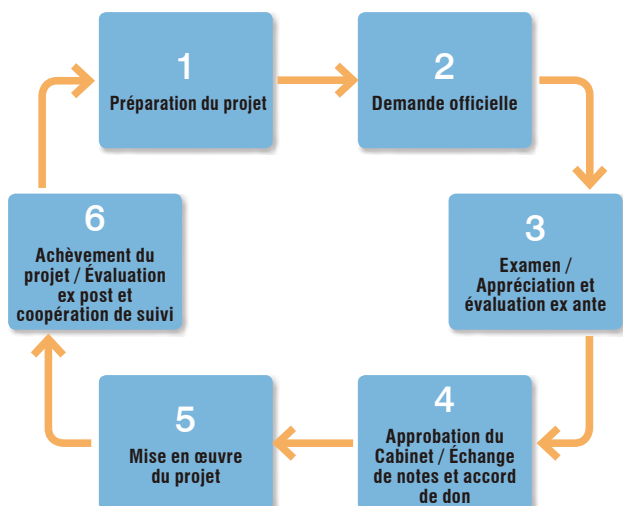 1
Préparation du projet
2
Demande officielle
3
Examen /
Appréciation et
évaluation ex ante
4
Approbation du
Cabinet / Échange
de notes et accord
de don
5
Mise en œuvre
du projet
6
Achèvement du
projet / Évaluation
ex post et
coopération de suivi